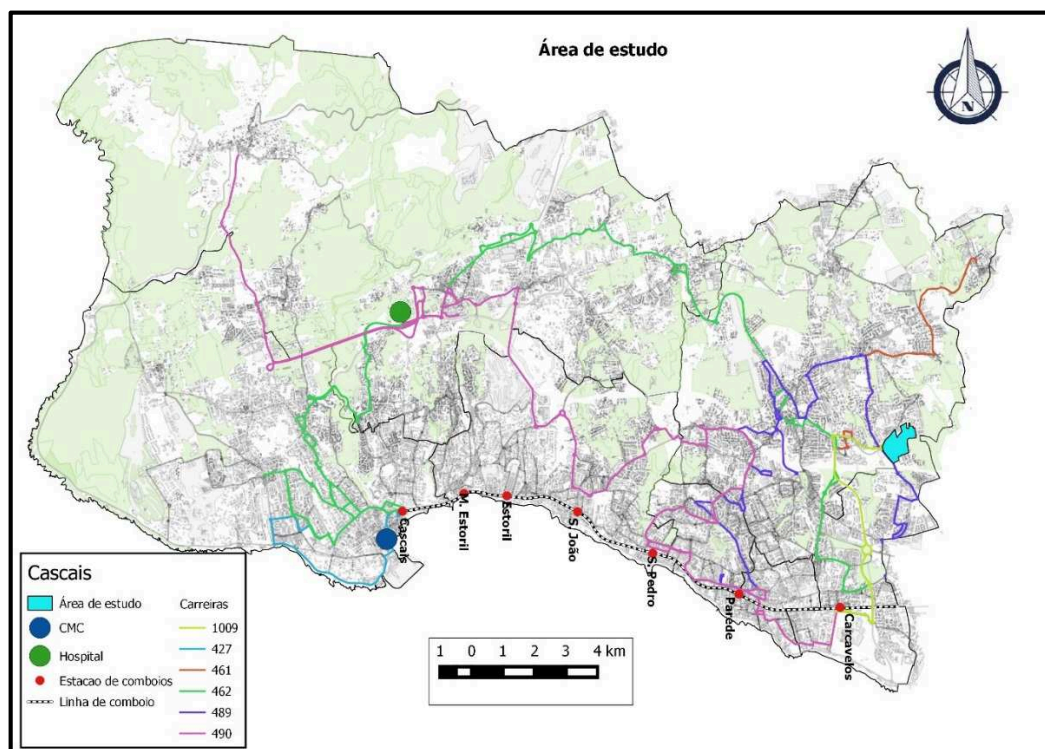 Área de estudo
N
Cascais
M. Estoril
Estoril
S João
S. Pedro
Parede
Carcavelos
Cascais
Área de estudo
CMC
Hospital
Estacao de comboios
Linha de comboio
Carreiras
1009
427
461
462
489
490
1 0 1 2 3 4 km